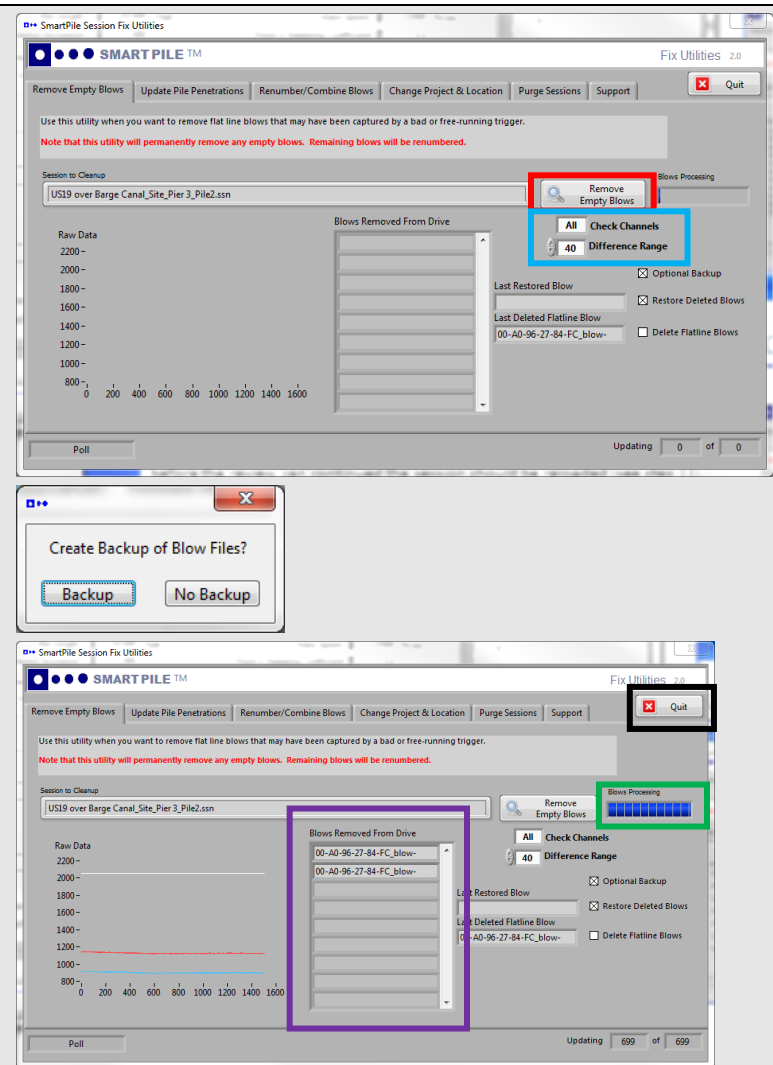 SmartPile Session Fix Utilities
SMART PILE TM
Fix Utilities 2.0
Remove Empty Blows Update Pile Penetrations Renumber/Combine Blows Change Project & Location Purge Sessions Support
Quit
Use this utility when you want to remove flat line blows that may have been captured by a bad or free-running trigger.
Note that this utility will permanently remove any empty blows. Remaining blows will be renumbered.
Session to Cleanup
US19 over Barge Canal_Site_Pier 3_Pile2.ssn
Remove
Empty Blows
Blows Processing
All Check Channels
40 Difference Range
Raw Data
2200
2000
1800
1600
1400
1200
1000
800
0 200 400 600 800 1000 1200 1400 1600
Blows Removed From Drive
Last Restored Blow
Last Deleted Flatline Blow
00-A0-96-27-84-FC_blow-
Optional Backup
Restore Deleted Blows
Delete Flatline Blows
Poll
Updating 0 of 0
Create Backup of Blow Files?
Backup No Backup
SmartPile Session Fix Utilities
SMART PILE TM
Fix Utilities 2.0
Remove Empty Blows Update Pile Penetrations Renumber/Combine Blows Change Project & Location Purge Sessions Support
Quit
Use this utility when you want to remove flat line blows that may have been captured by a bad or free-running trigger.
Note that this utility will permanently remove any empty blows. Remaining blows will be renumbered.
Session to Cleanup
US19 over Barge Canal_Site_Pier 3_Pile2.ssn
Remove
Empty Blows
Blows Processing
All Check Channels
40 Difference Range
Raw Data
2200
2000
1800
1600
1400
1200
1000
800
0 200 400 600 800 1000 1200 1400 1600
Blows Removed From Drive
00-A0-96-27-84-FC_blow-
00-A0-96-27-84-FC_blow-
Last Restored Blow
Last Deleted Flatline Blow
00-A0-96-27-84-FC_blow-
Optional Backup
Restore Deleted Blows
Delete Flatline Blows
Poll
Updating 699 of 699